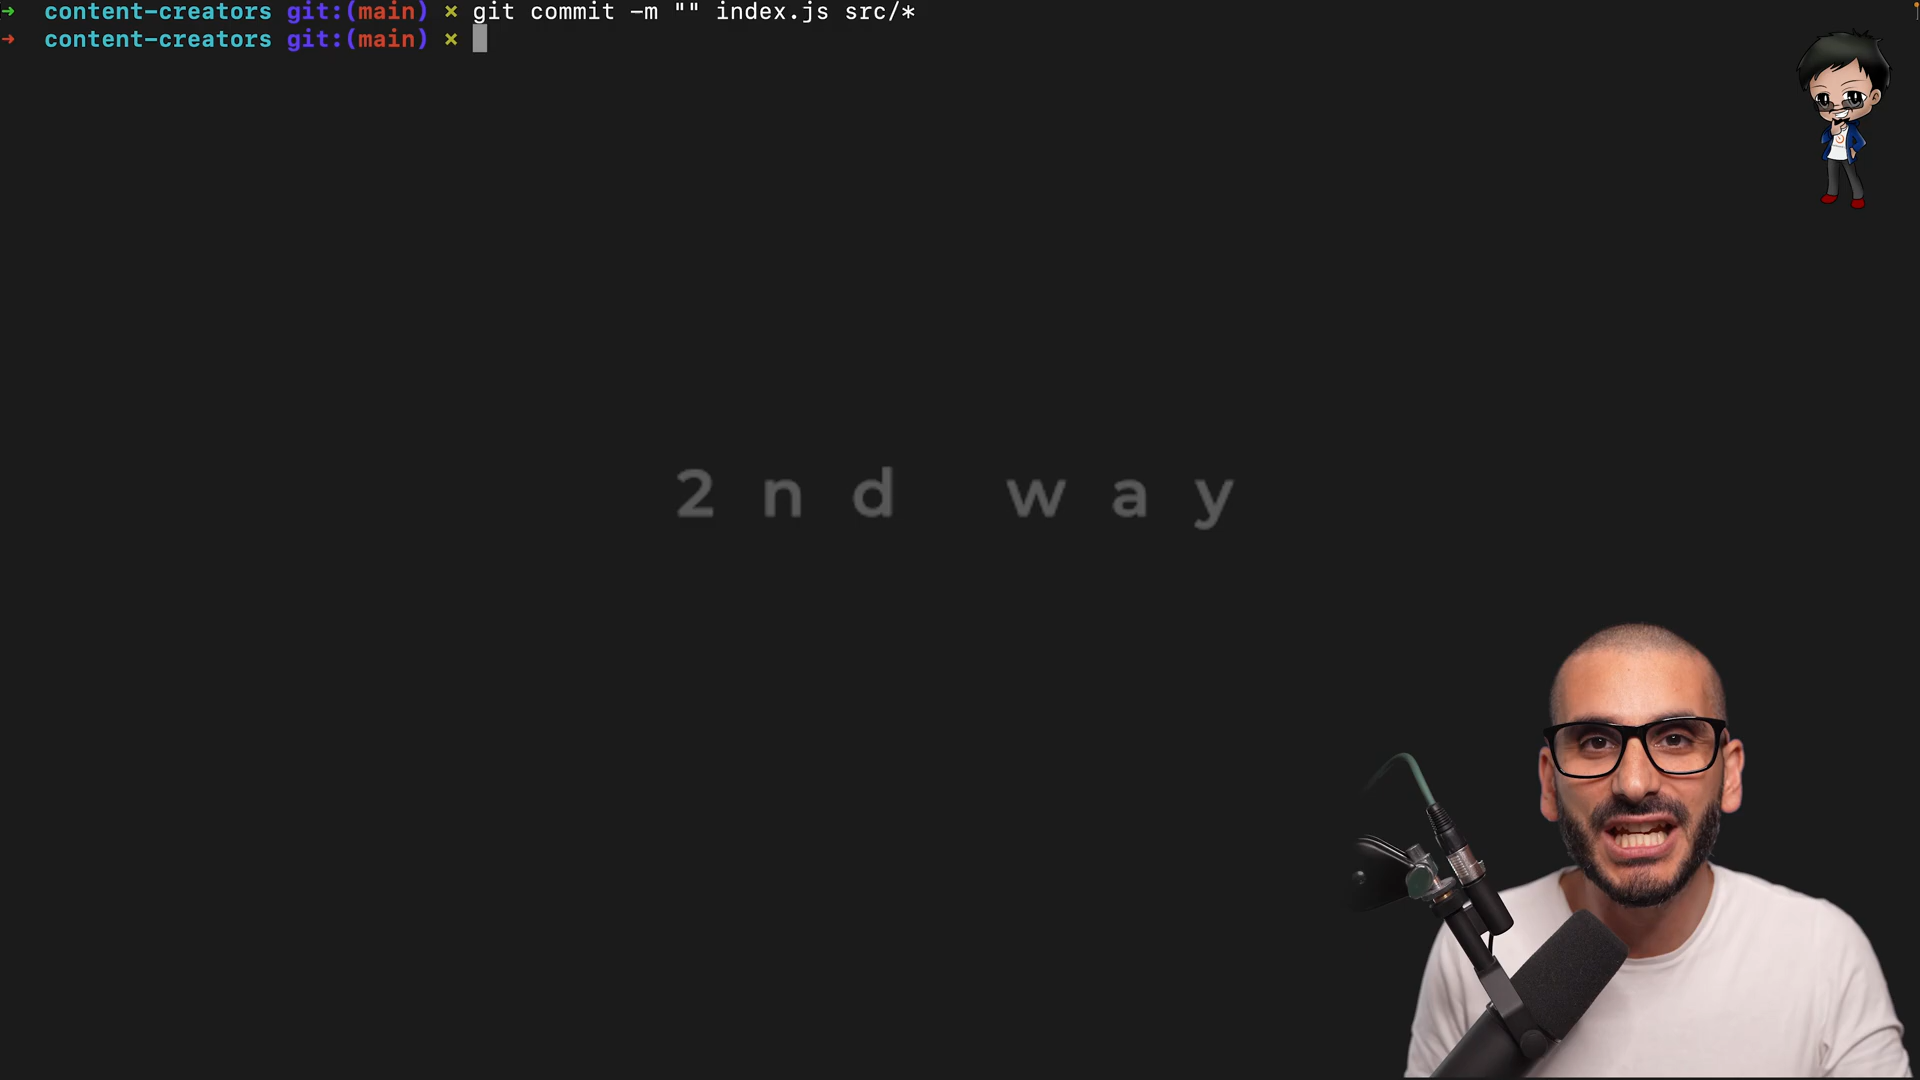 ➜ content-creators git:(main) × git commit -m "" index.js src/*
➜ content-creators git:(main) ×
2nd way